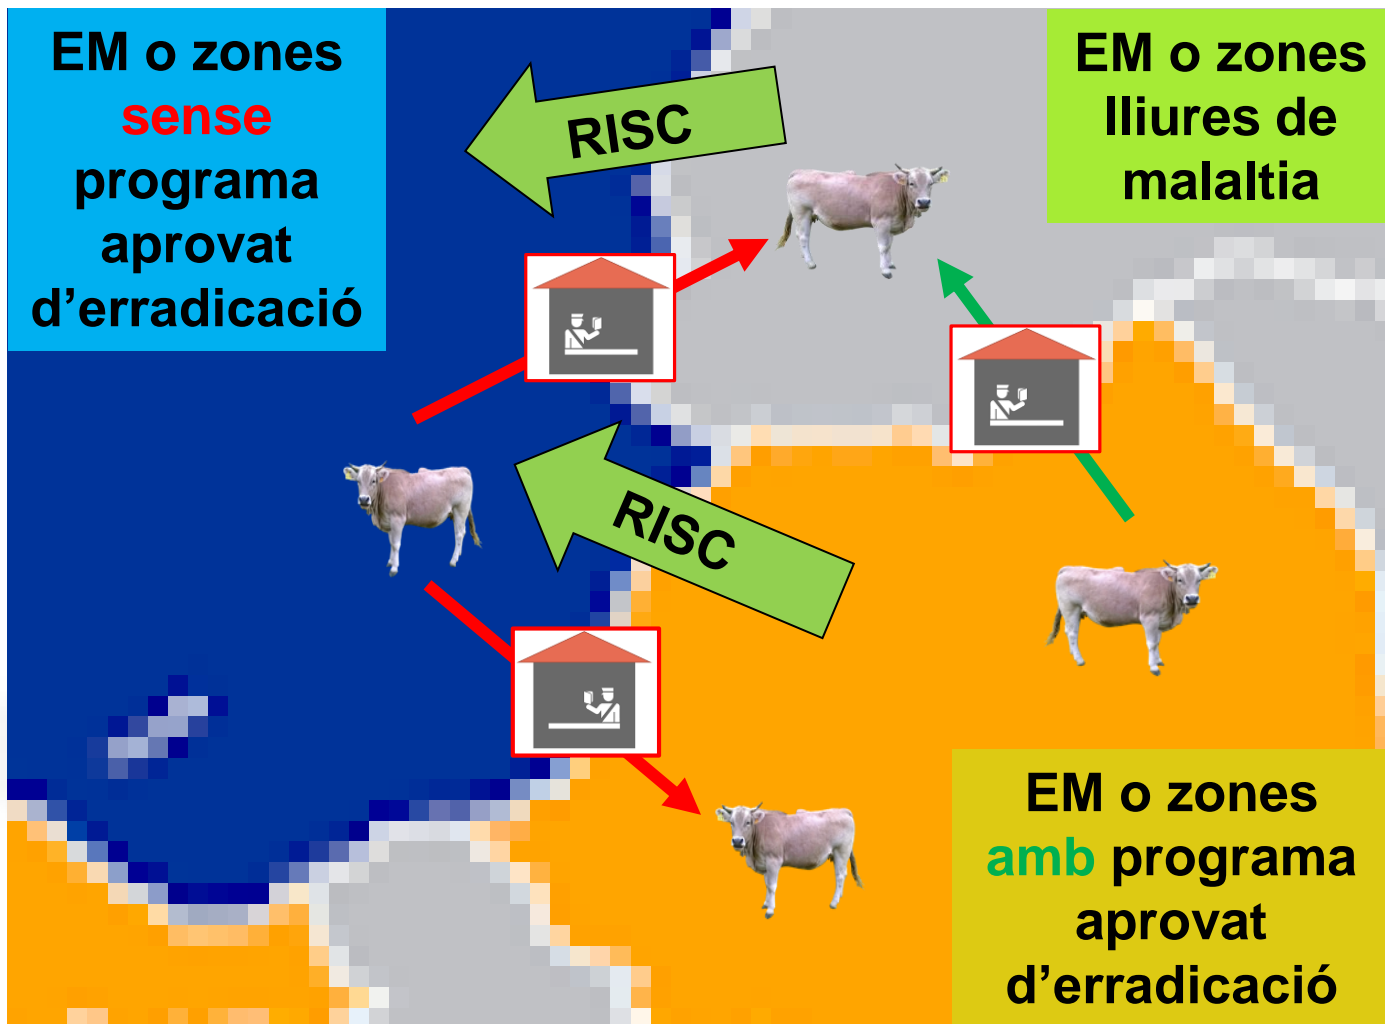 EM o zones
sense
programa
aprovat
d’erradicació
RISC
EM o zones
lliures de
malaltia
RISC
EM o zones
amb programa
aprovat
d’erradicació